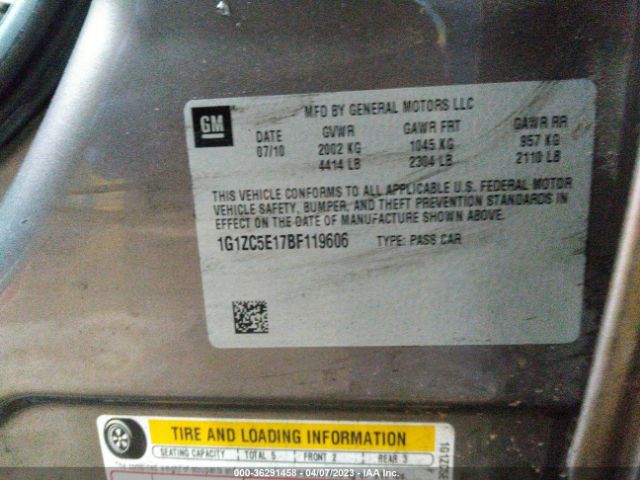 GM
MFD BY GENERAL MOTORS LLC
DATE GVWR GAWR FRT GAWR RR
07/10 2002 KG 1045 KG 957 KG
4414 LB 2304 LB 2110 LB
THIS VEHICLE CONFORMS TO ALL APPLICABLE U.S. FEDERAL MOTOR
VEHICLE SAFETY, BUMPER, AND THEFT PREVENTION STANDARDS IN
EFFECT ON THE DATE OF MANUFACTURE SHOWN ABOVE.
1G1ZC5E17BF119606 TYPE: PASS CAR
TIRE AND LOADING INFORMATION
SEATING CAPACITY TOTAL 5 FRONT 2 REAR 3
000-36291458 - 04/07/2023 - IAA Inc.